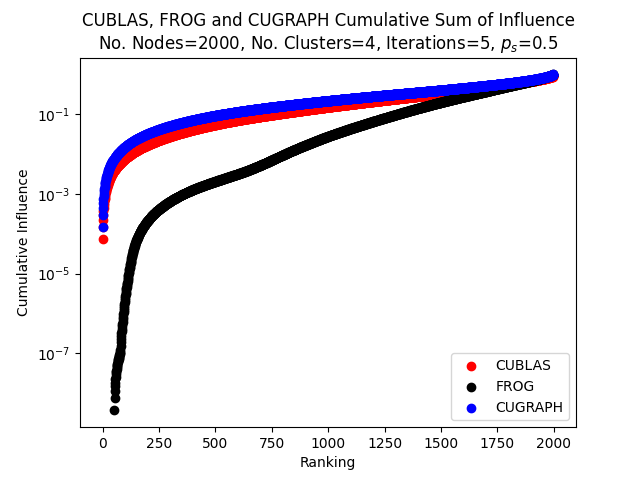 CUBLAS, FROG and CUGRAPH Cumulative Sum of Influence
No. Nodes=2000, No. Clusters=4, Iterations=5, $p_s$=0.5
Cumulative Influence
$10^{-1}$
$10^{-3}$
$10^{-5}$
$10^{-7}$
CUBLAS
FROG
CUGRAPH
0 250 500 750 1000 1250 1500 1750 2000
Ranking